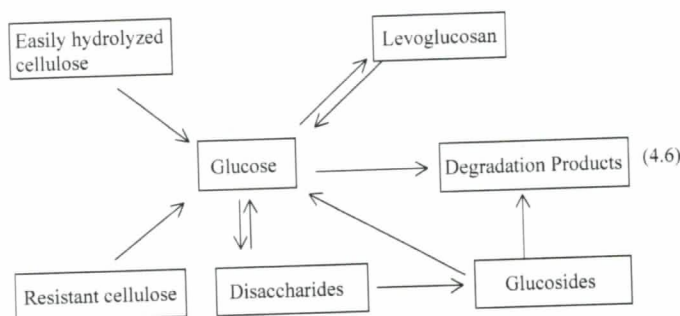 Easily hydrolyzed
cellulose
Levoglucosan
Glucose
Degradation Products
(4.6)
Resistant cellulose
Disaccharides
Glucosides